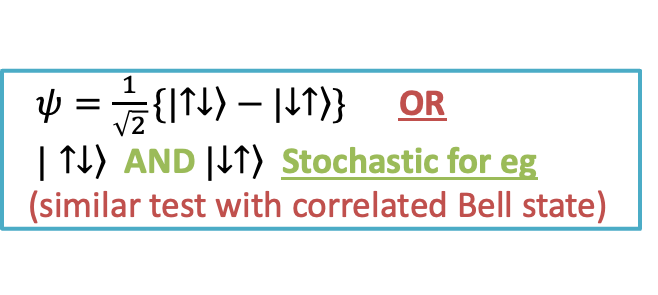 ψ = 1/√2 {|↑↓⟩ − |↓↑⟩} OR
| ↑↓⟩ AND |↓↑⟩ Stochastic for eg
(similar test with correlated Bell state)